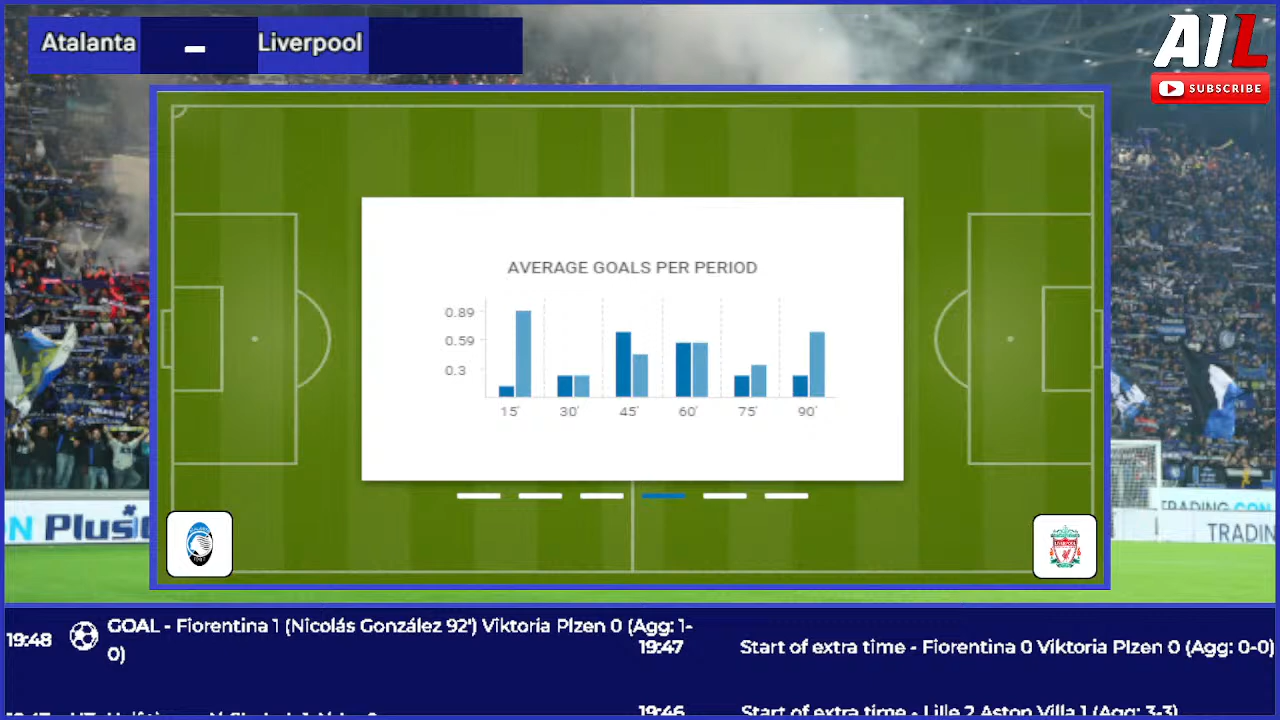 Atalanta - Liverpool
AIL
SUBSCRIBE
AVERAGE GOALS PER PERIOD
0.89
0.59
0.3
15' 30' 45' 60' 75' 90'
ON Plus
TRADING.COM
TRADIN
19:48 GOAL - Fiorentina 1 (Nicolás González 92') Viktoria Plzen 0 (Agg: 1-
0)
19:47 Start of extra time - Fiorentina 0 Viktoria Plzen 0 (Agg: 0-0)
19:46 Start of extra time - Lille 2 Aston Villa 1 (Agg: 3-3)